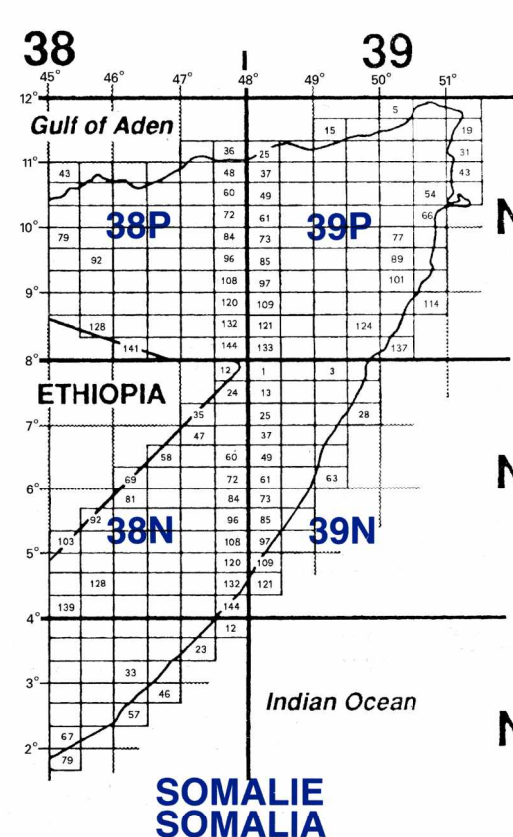 38 39
45° 46° 47° 48° 49° 50° 51°
12°
5
Gulf of Aden 15 19
36 25 31
11°
43 48 37 43
60 49 54
38P 72 61 39P 66
10°
79 84 73 77
92 96 85 89
108 97 101
9°
120 109 114
128 132 121 124
141 144 133 137
8°
12 1 3
ETHIOPIA 24 13
35 25 28
7°
47 37
58 60 49
69 72 61 63
6°
81 84 73
92 38N 96 85 39N
103 108 97
5°
120 109
128 132 121
139 144
4°
12
23
33
3°
46 Indian Ocean
57
67
2°
79
SOMALIE
SOMALIA